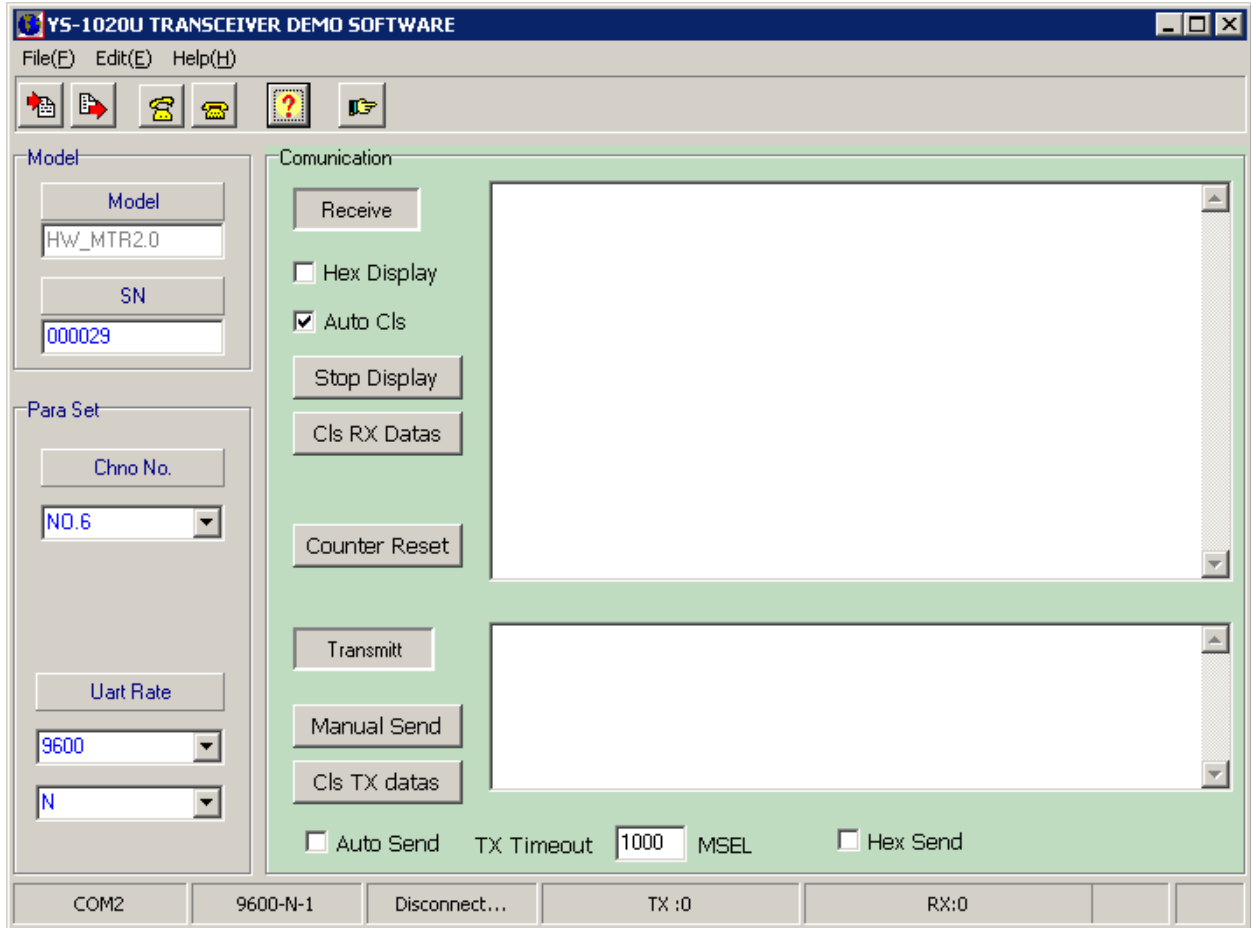 YS-1020U TRANSCEIVER DEMO SOFTWARE
File(F) Edit(E) Help(H)
Model
Model
HW_MTR2.0
SN
000029
Para Set
Chno No.
NO.6
Uart Rate
9600
N
Comunication
Receive
Hex Display
Auto Cls
Stop Display
Cls RX Datas
Counter Reset
Transmitt
Manual Send
Cls TX datas
Auto Send TX Timeout 1000 MSEL Hex Send
COM2 9600-N-1 Disconnect... TX :0 RX:0